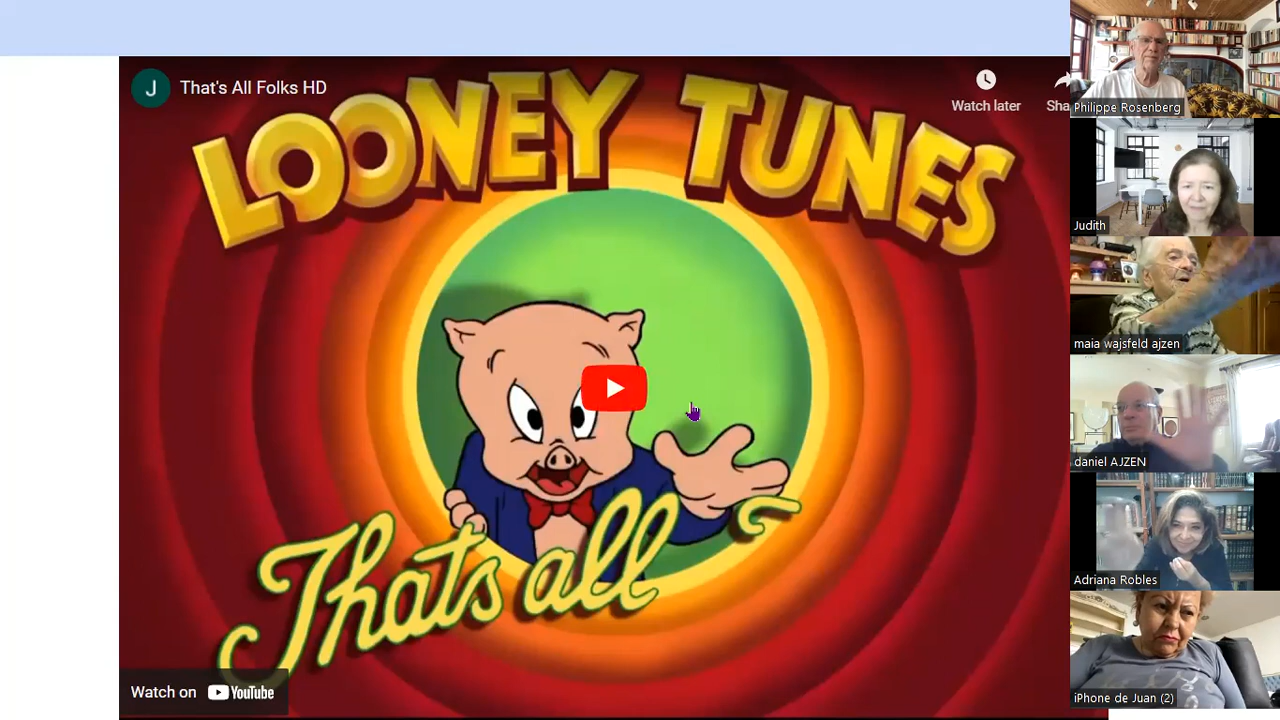 J
That's All Folks HD
Watch later
Sha
LOONEY TUNES
That's all
Watch on YouTube
Philippe Rosenberg
Judith
maia wajsfeld ajzen
daniel AJZEN
Adriana Robles
iPhone de Juan (2)